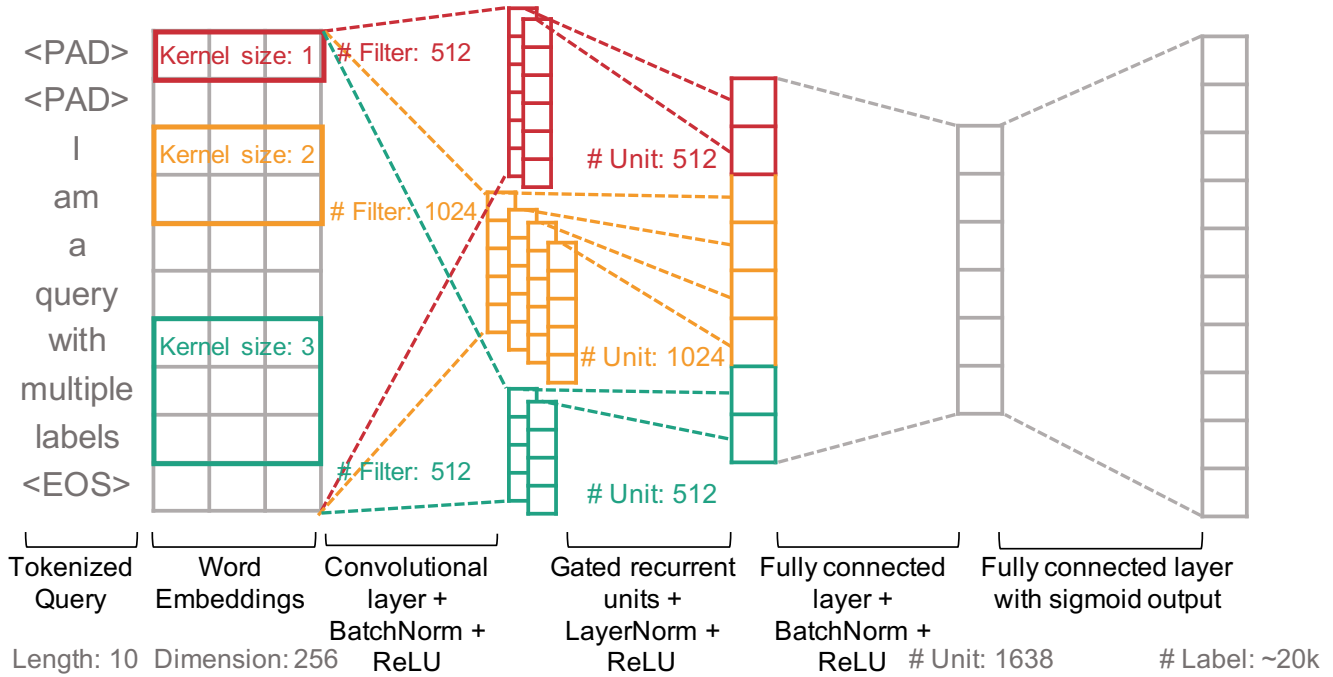 <PAD>
<PAD>
I
am
a
query
with
multiple
labels
<EOS>
Kernel size: 1
Kernel size: 2
Kernel size: 3
# Filter: 512
# Filter: 1024
# Filter: 512
# Unit: 512
# Unit: 1024
# Unit: 512
Tokenized
Query
Length: 10
Word
Embeddings
Dimension: 256
Convolutional
layer +
BatchNorm +
ReLU
Gated recurrent
units +
LayerNorm +
ReLU
Fully connected
layer +
BatchNorm +
ReLU
# Unit: 1638
Fully connected layer
with sigmoid output
# Label: ~20k